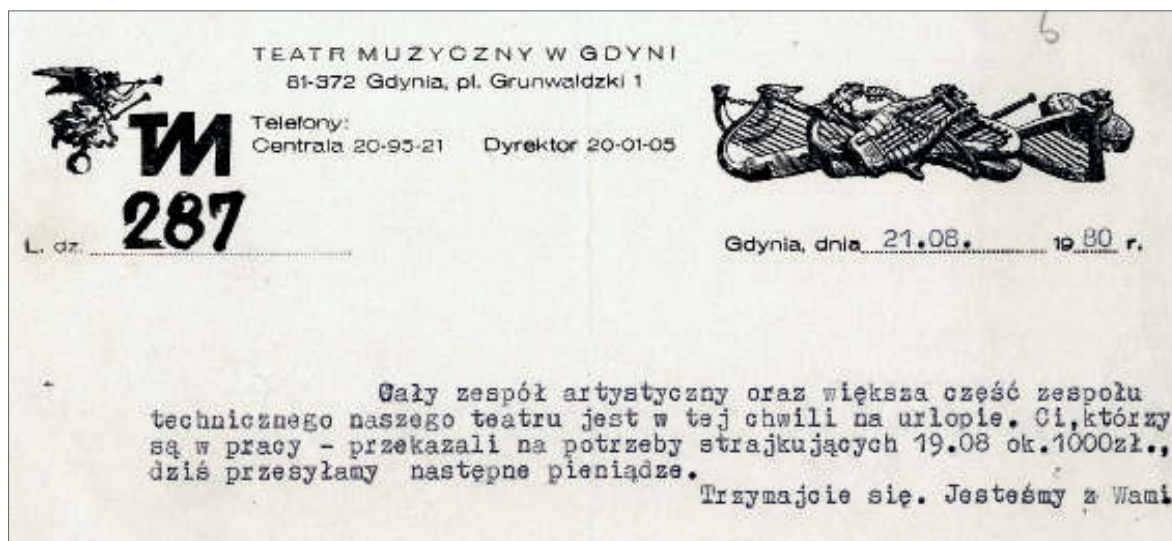 6
TEATR MUZYCZNY W GDYNI
81-372 Gdynia, pl. Grunwaldzki 1
TM
Telefony:
Centrala 20-95-21 Dyrektor 20-01-05
287
L. dz.
Gdynia, dnia 21.08. 1980 r.
Cały zespół artystyczny oraz większa część zespołu
technicznego naszego teatru jest w tej chwili na urlopie. Ci,którzy
są w pracy - przekazali na potrzeby strajkujących 19.08 ok.1000zł.,
dziś przesyłamy następne pieniądze.
Trzymajcie się. Jesteśmy z Wami